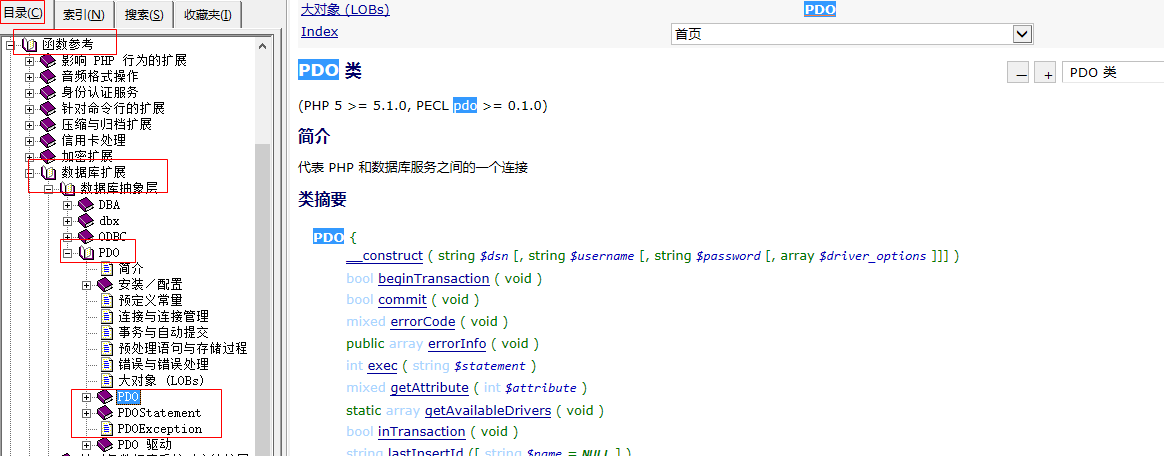 目录(C) 索引(N) 搜索(S) 收藏夹(I)
函数参考
影响 PHP 行为的扩展
音频格式操作
身份认证服务
针对命令行的扩展
压缩与归档扩展
信用卡处理
加密扩展
数据库扩展
数据库抽象层
DBA
dbx
ODBC
PDO
简介
安装／配置
预定义常量
连接与连接管理
事务与自动提交
预处理语句与存储过程
错误与错误处理
大对象 (LOBs)
PDO
PDOStatement
PDOException
PDO 驱动
大对象 (LOBs)
PDO
Index
首页
PDO 类
PDO 类
(PHP 5 >= 5.1.0, PECL pdo >= 0.1.0)
简介
代表 PHP 和数据库服务之间的一个连接
类摘要
PDO {
__construct ( string $dsn [, string $username [, string $password [, array $driver_options ]]] )
bool beginTransaction ( void )
bool commit ( void )
mixed errorCode ( void )
public array errorInfo ( void )
int exec ( string $statement )
mixed getAttribute ( int $attribute )
static array getAvailableDrivers ( void )
bool inTransaction ( void )
string lastInsertId ([ string $name = NULL ] )